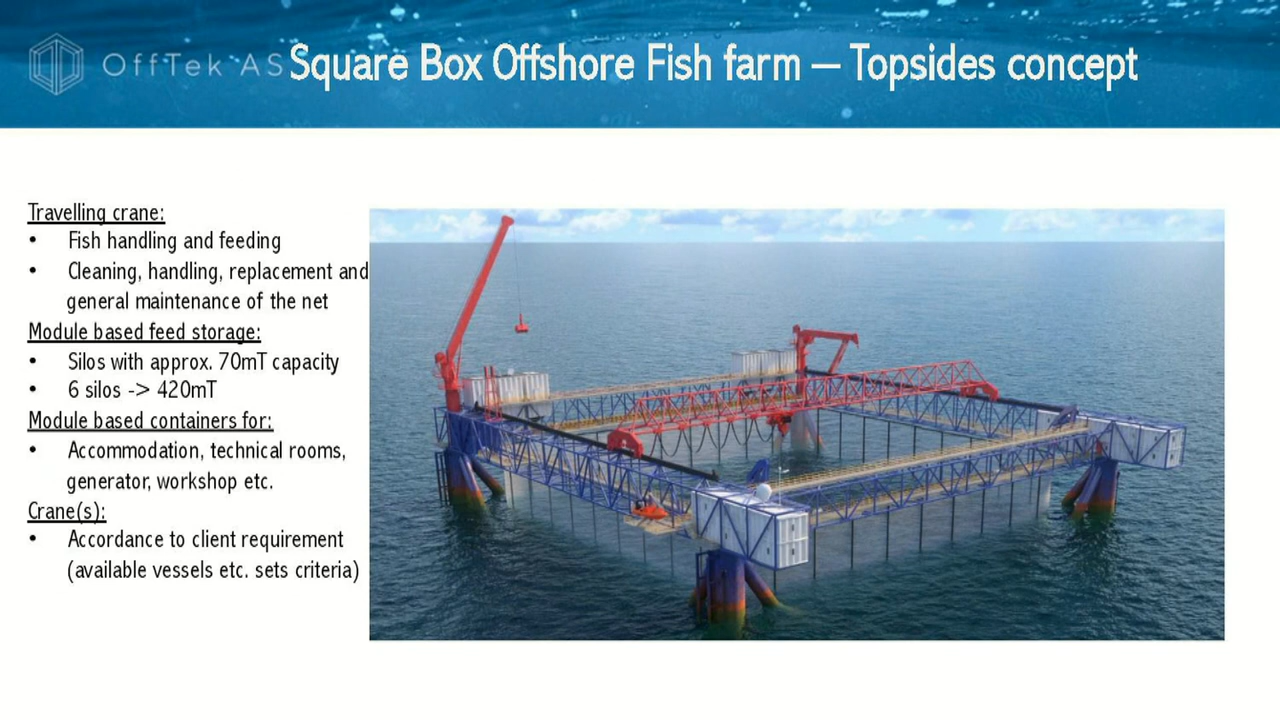 OffTek AS
Square Box Offshore Fish farm – Topsides concept
Travelling crane:
• Fish handling and feeding
• Cleaning, handling, replacement and
general maintenance of the net
Module based feed storage:
• Silos with approx. 70mT capacity
• 6 silos -> 420mT
Module based containers for:
• Accommodation, technical rooms,
generator, workshop etc.
Crane(s):
• Accordance to client requirement
(available vessels etc. sets criteria)